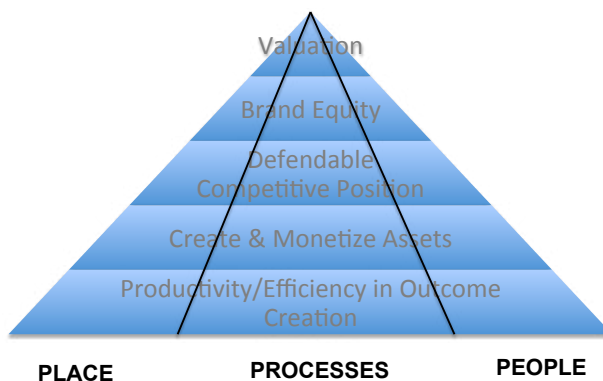 Valuation
Brand Equity
Defendable
Competitive Position
Create & Monetize Assets
Productivity/Efficiency in Outcome
Creation
PLACE PROCESSES PEOPLE